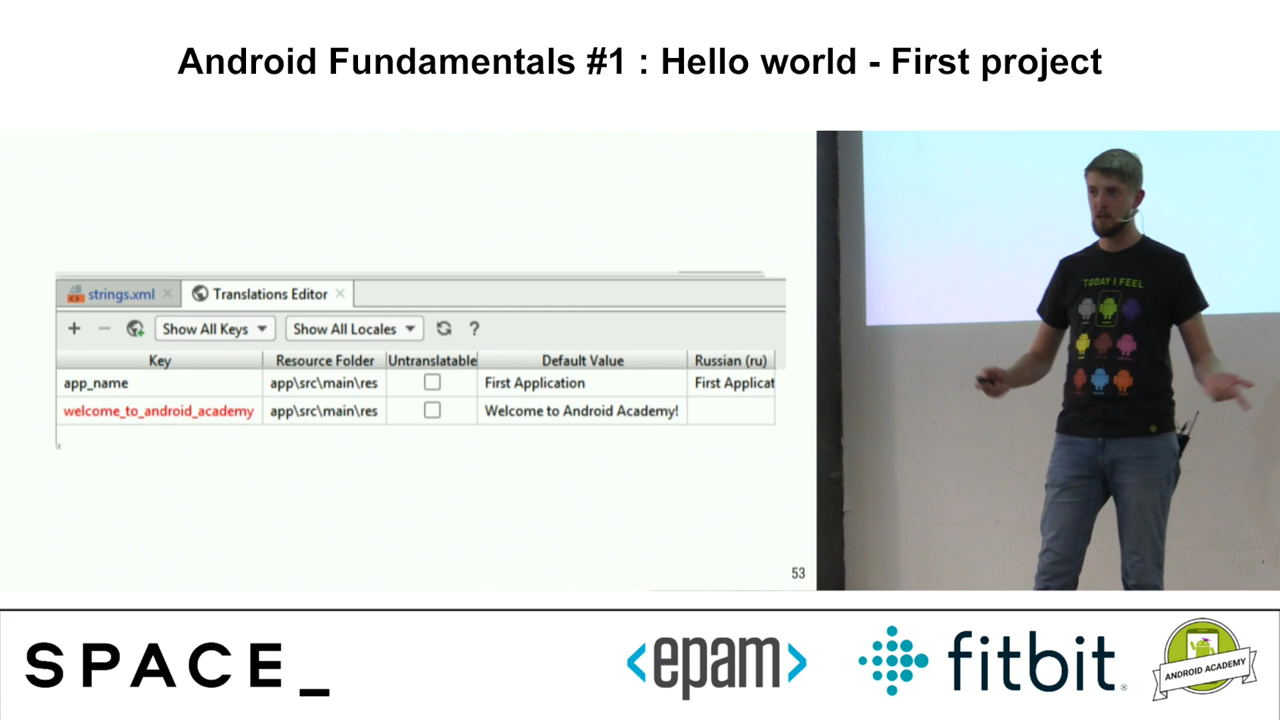 Android Fundamentals #1 : Hello world - First project
strings.xml Translations Editor
Show All Keys Show All Locales ?
Key Resource Folder Untranslatable Default Value Russian (ru)
app_name app\src\main\res First Application First Applicat
welcome_to_android_academy app\src\main\res Welcome to Android Academy!
53
TODAY I FEEL
SPACE_
<epam>
fitbit
ANDROID ACADEMY